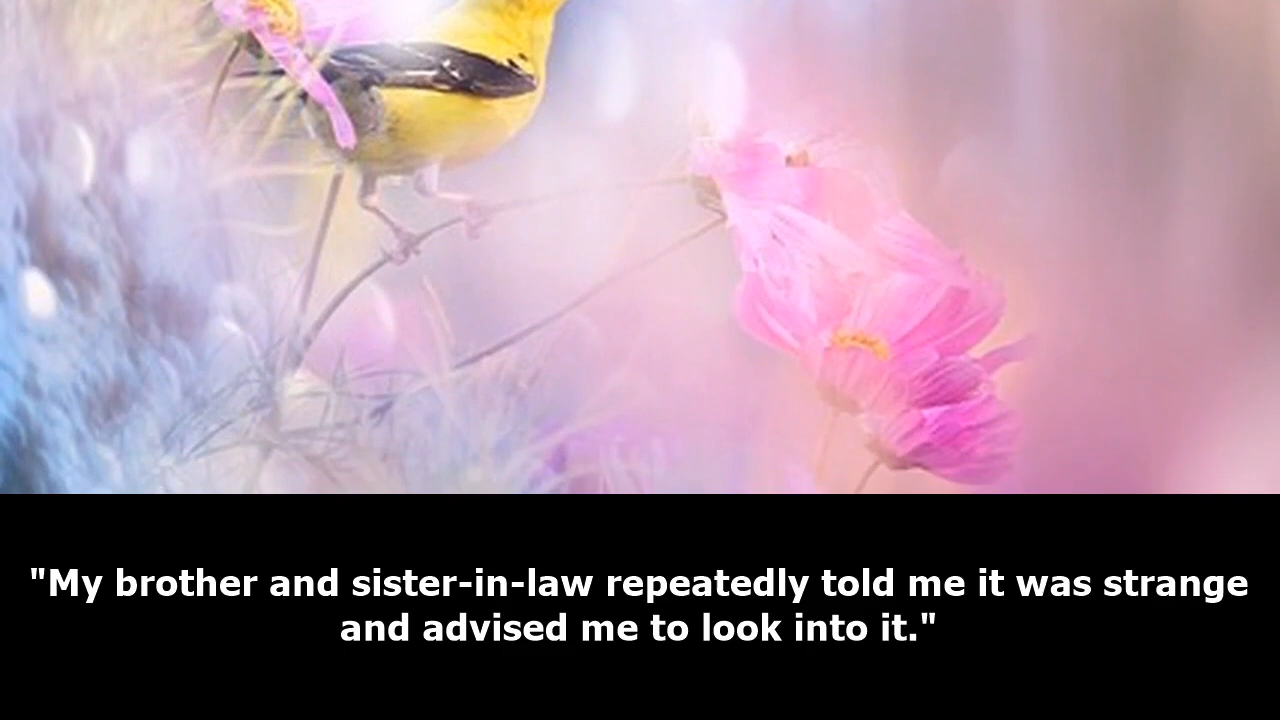 "My brother and sister-in-law repeatedly told me it was strange
and advised me to look into it."